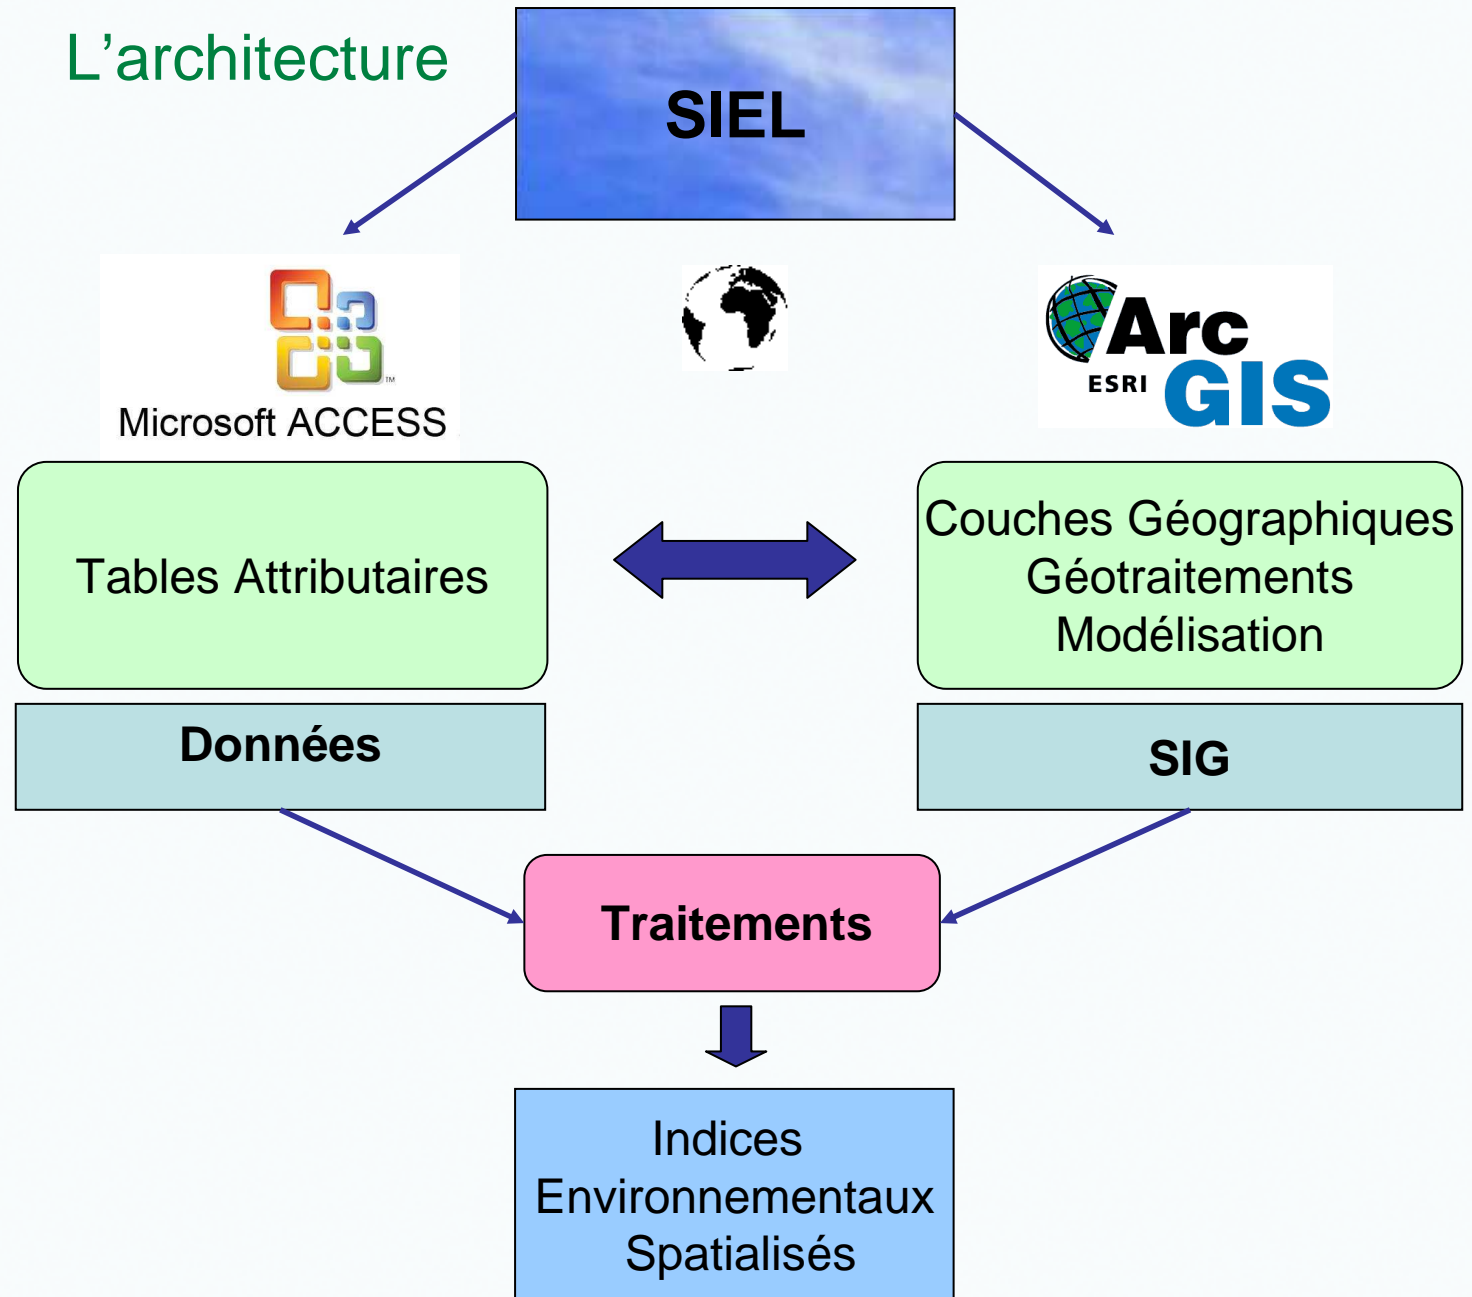 L’architecture
SIEL
Microsoft ACCESS
TM
Arc
ESRI
GIS
Tables Attributaires
Couches Géographiques
Géotraitements
Modélisation
Données
SIG
Traitements
Indices
Environnementaux
Spatialisés